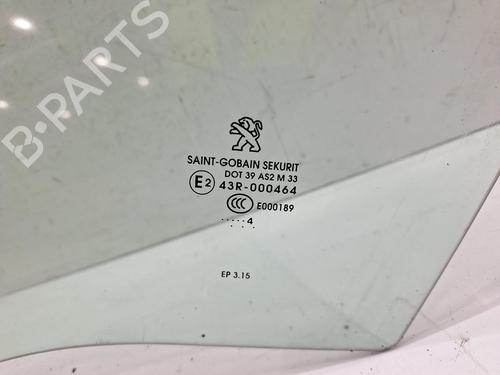 B-PARTS
SAINT-GOBAIN SEKURIT
DOT 39 AS2 M 33
E2 43R-000464
CCC E000189
.....4
EP 3.15